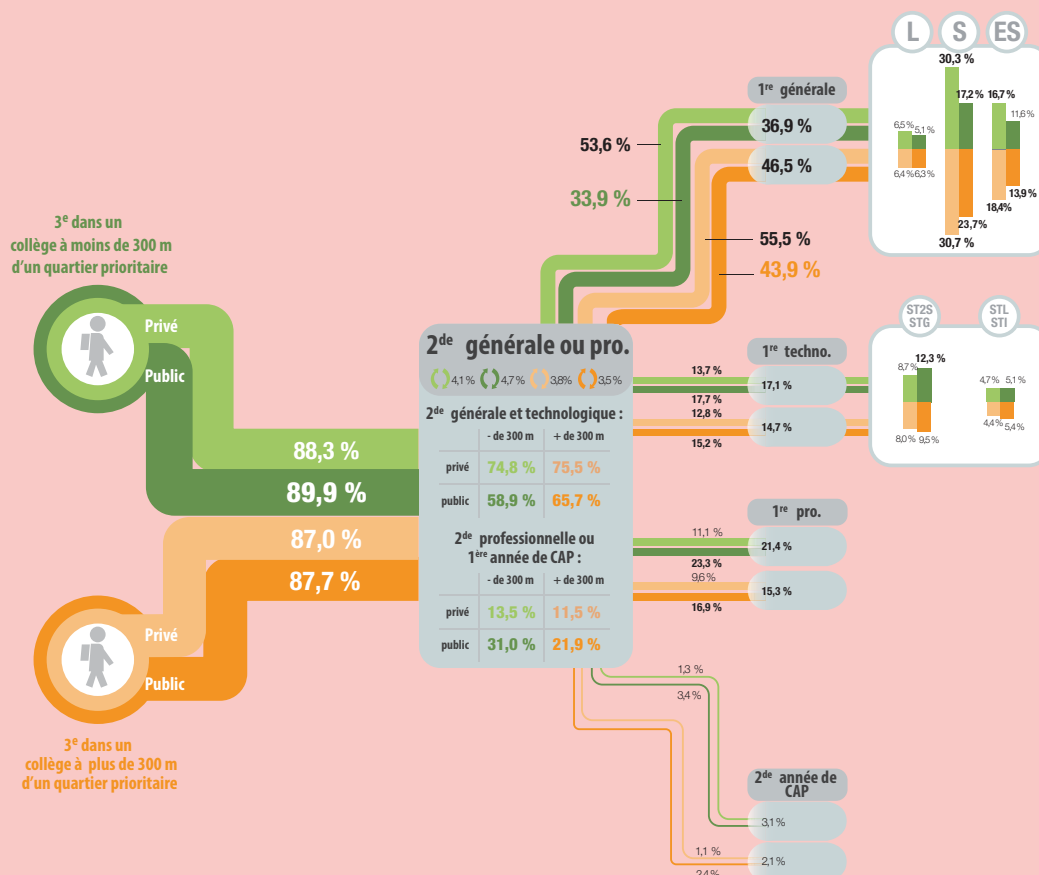 L S ES
30,3 %
17,2 % 16,7 %
6,5 % 5,1 % 11,6 %
6,4 % 6,3 % 13,9 %
18,4%
23,7 %
30,7 %
1re générale
36,9 %
46,5 %
53,6 %
33,9 %
55,5 %
43,9 %
3e dans un
collège à moins de 300 m
d'un quartier prioritaire
Privé
Public
88,3 %
89,9 %
87,0 %
87,7 %
Privé
Public
3e dans un
collège à plus de 300 m
d'un quartier prioritaire
2de générale ou pro.
4,1 % 4,7 % 3,8% 3,5 %
2de générale et technologique :
- de 300 m + de 300 m
privé 74,8 % 75,5 %
public 58,9 % 65,7 %
2de professionnelle ou
1ère année de CAP :
- de 300 m + de 300 m
privé 13,5 % 11,5 %
public 31,0 % 21,9 %
1re techno.
13,7 %
17,1 %
17,7 %
12,8 %
14,7 %
15,2 %
ST2S STL
STG STI
8,7 % 12,3 % 4,7 % 5,1 %
8,0 % 9,5 % 4,4 % 5,4 %
1re pro.
11,1 %
21,4 %
23,3 %
9,6 %
15,3 %
16,9 %
1,3 %
3,4 %
2de année de
CAP
3,1 %
1,1 %
2,1 %
2,4 %